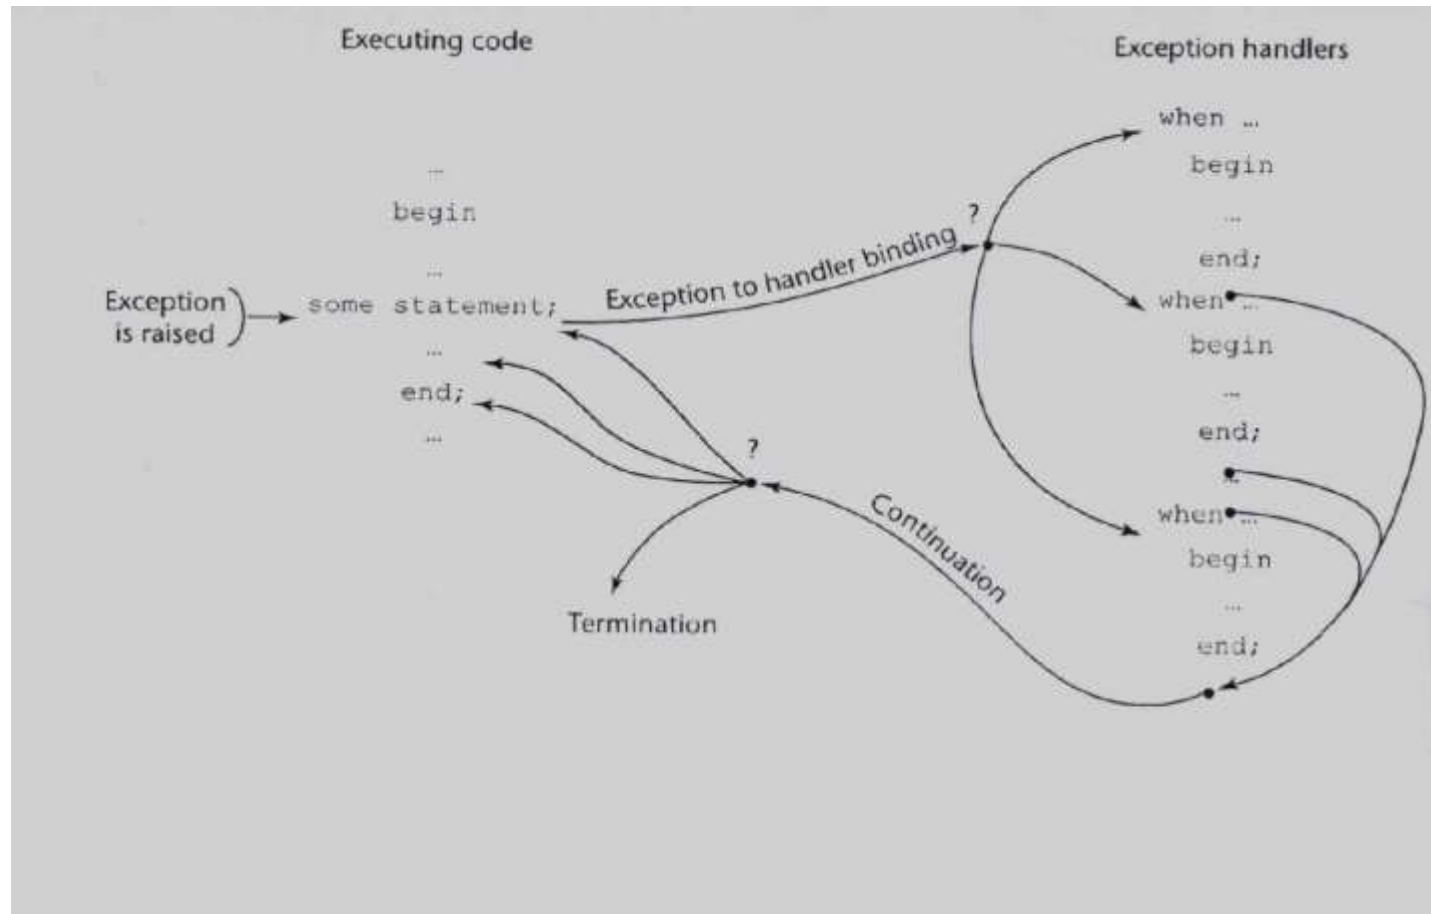 Executing code
…
begin
…
some statement;
…
end;
…
Exception
is raised
Exception to handler binding
?
Exception handlers
when …
begin
…
end;
when …
begin
…
end;
…
when …
begin
…
end;
Continuation
?
Termination